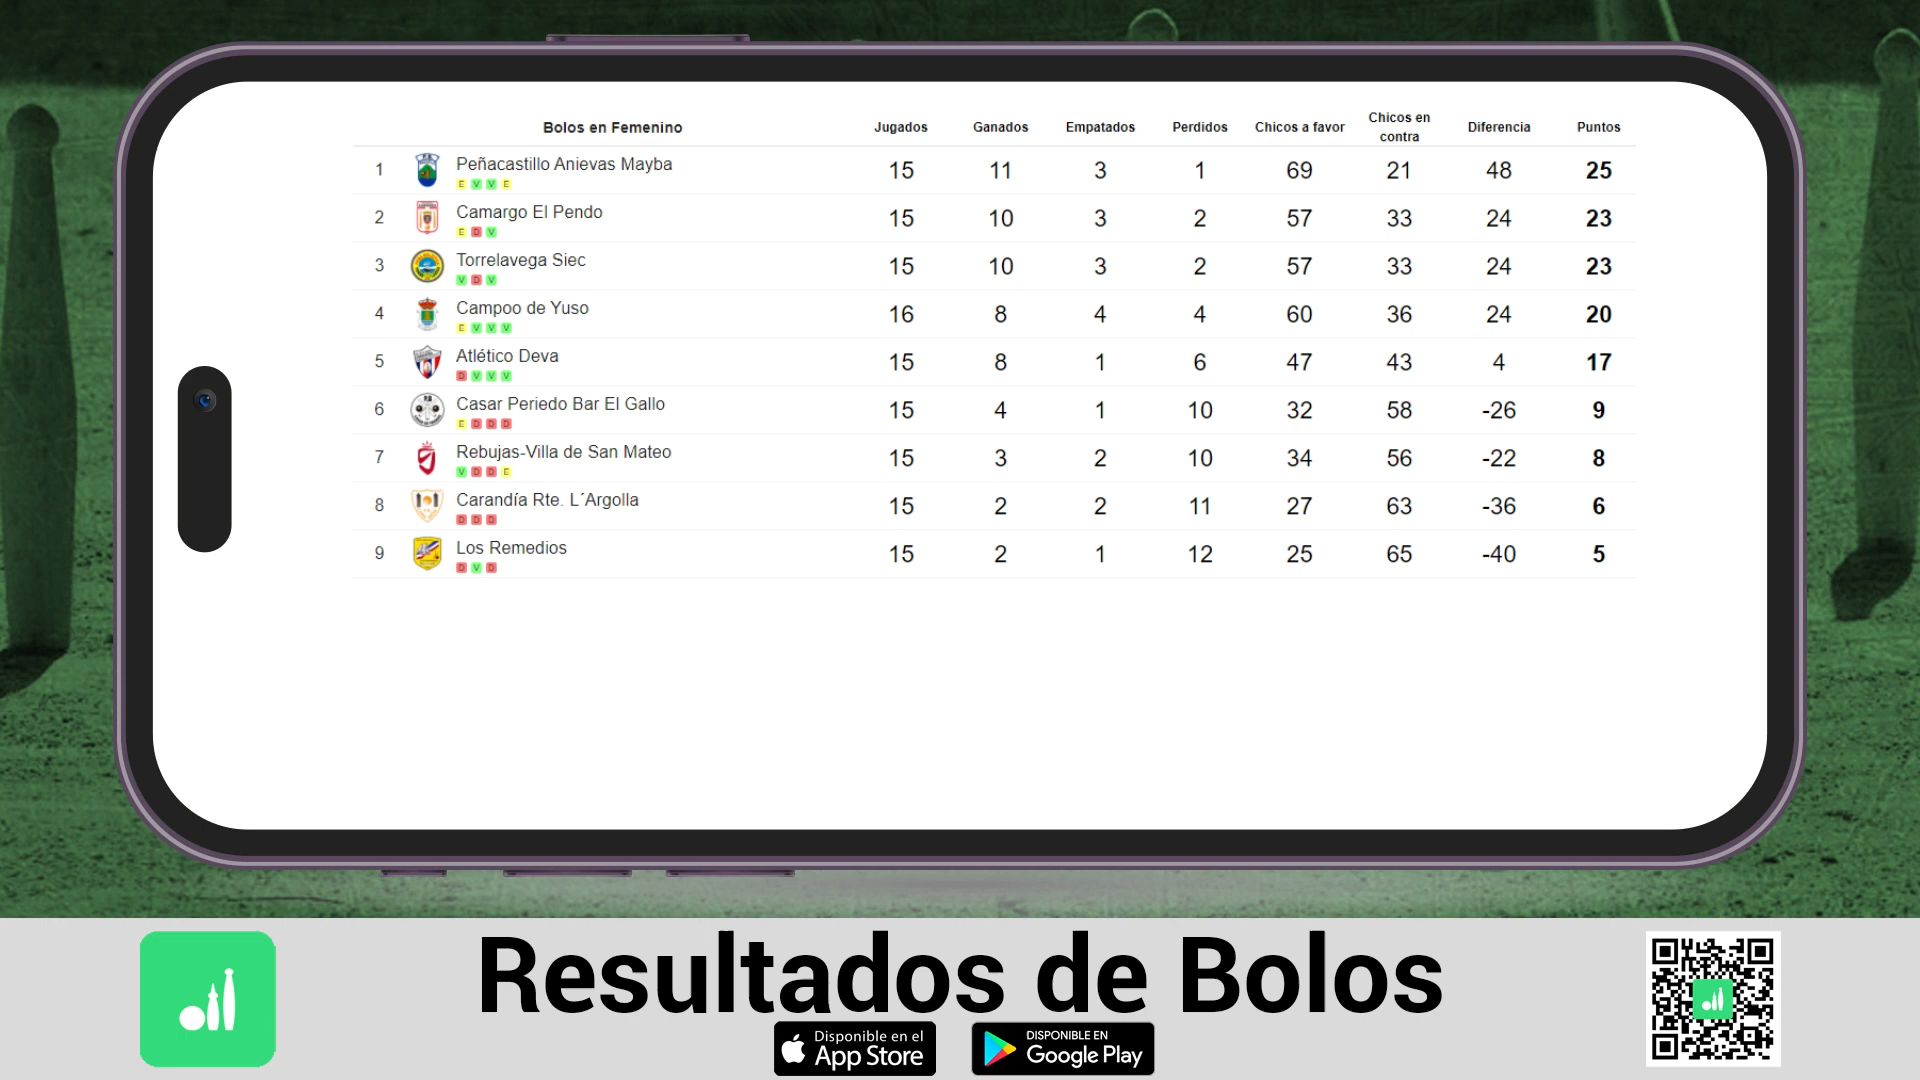 Bolos en Femenino Jugados Ganados Empatados Perdidos Chicos a favor Chicos en contra Diferencia Puntos
1 Peñacastillo Anievas Mayba 15 11 3 1 69 21 48 25
E V V E
2 Camargo El Pendo 15 10 3 2 57 33 24 23
E D V
3 Torrelavega Siec 15 10 3 2 57 33 24 23
V D V
4 Campoo de Yuso 16 8 4 4 60 36 24 20
E V V V
5 Atlético Deva 15 8 1 6 47 43 4 17
D V V V
6 Casar Periedo Bar El Gallo 15 4 1 10 32 58 -26 9
E D D D
7 Rebujas-Villa de San Mateo 15 3 2 10 34 56 -22 8
V D D E
8 Carandía Rte. L´Argolla 15 2 2 11 27 63 -36 6
D D D
9 Los Remedios 15 2 1 12 25 65 -40 5
D V D
Resultados de Bolos
Disponible en el
App Store
DISPONIBLE EN
Google Play